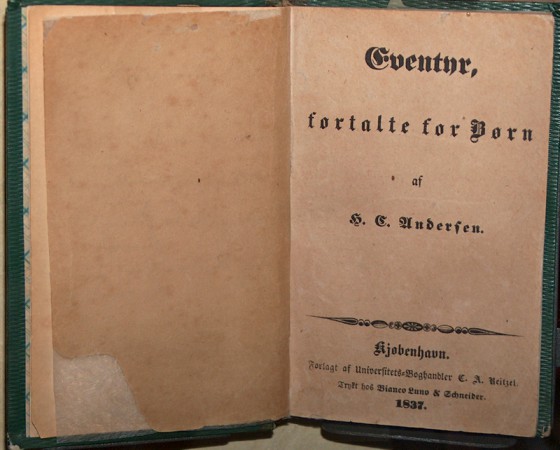 Eventyr,
fortalte for Børn
af
H. C. Andersen.
Kjøbenhavn.
Forlagt af Universitets-Boghandler C. A. Reitzel.
Trykt hos Bianco Luno & Schneider.
1837.